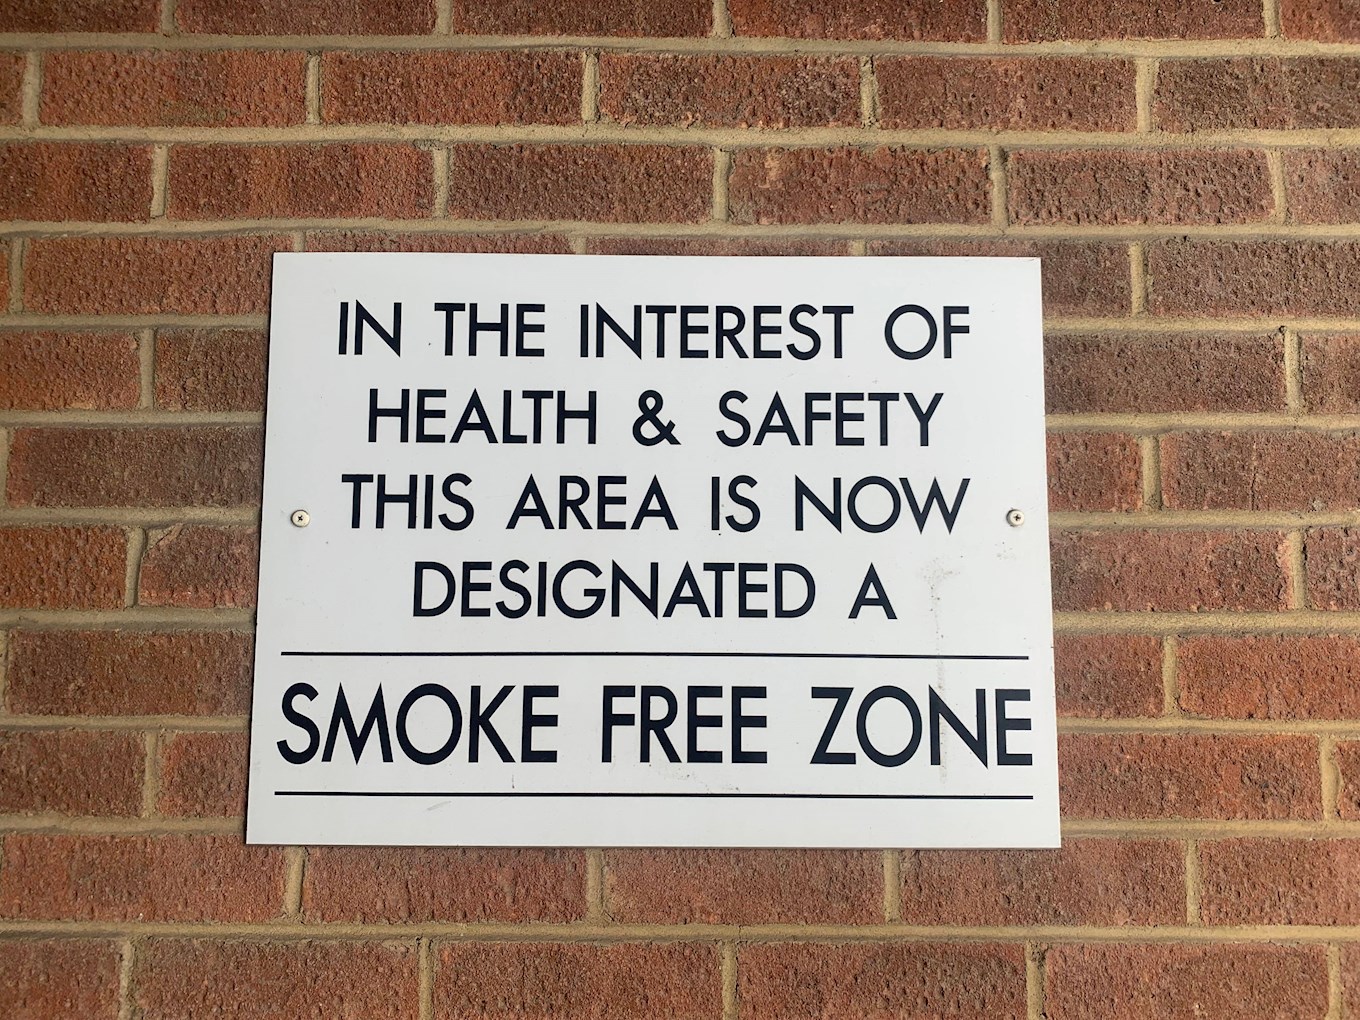 IN THE INTEREST OF
HEALTH & SAFETY
THIS AREA IS NOW
DESIGNATED A
SMOKE FREE ZONE